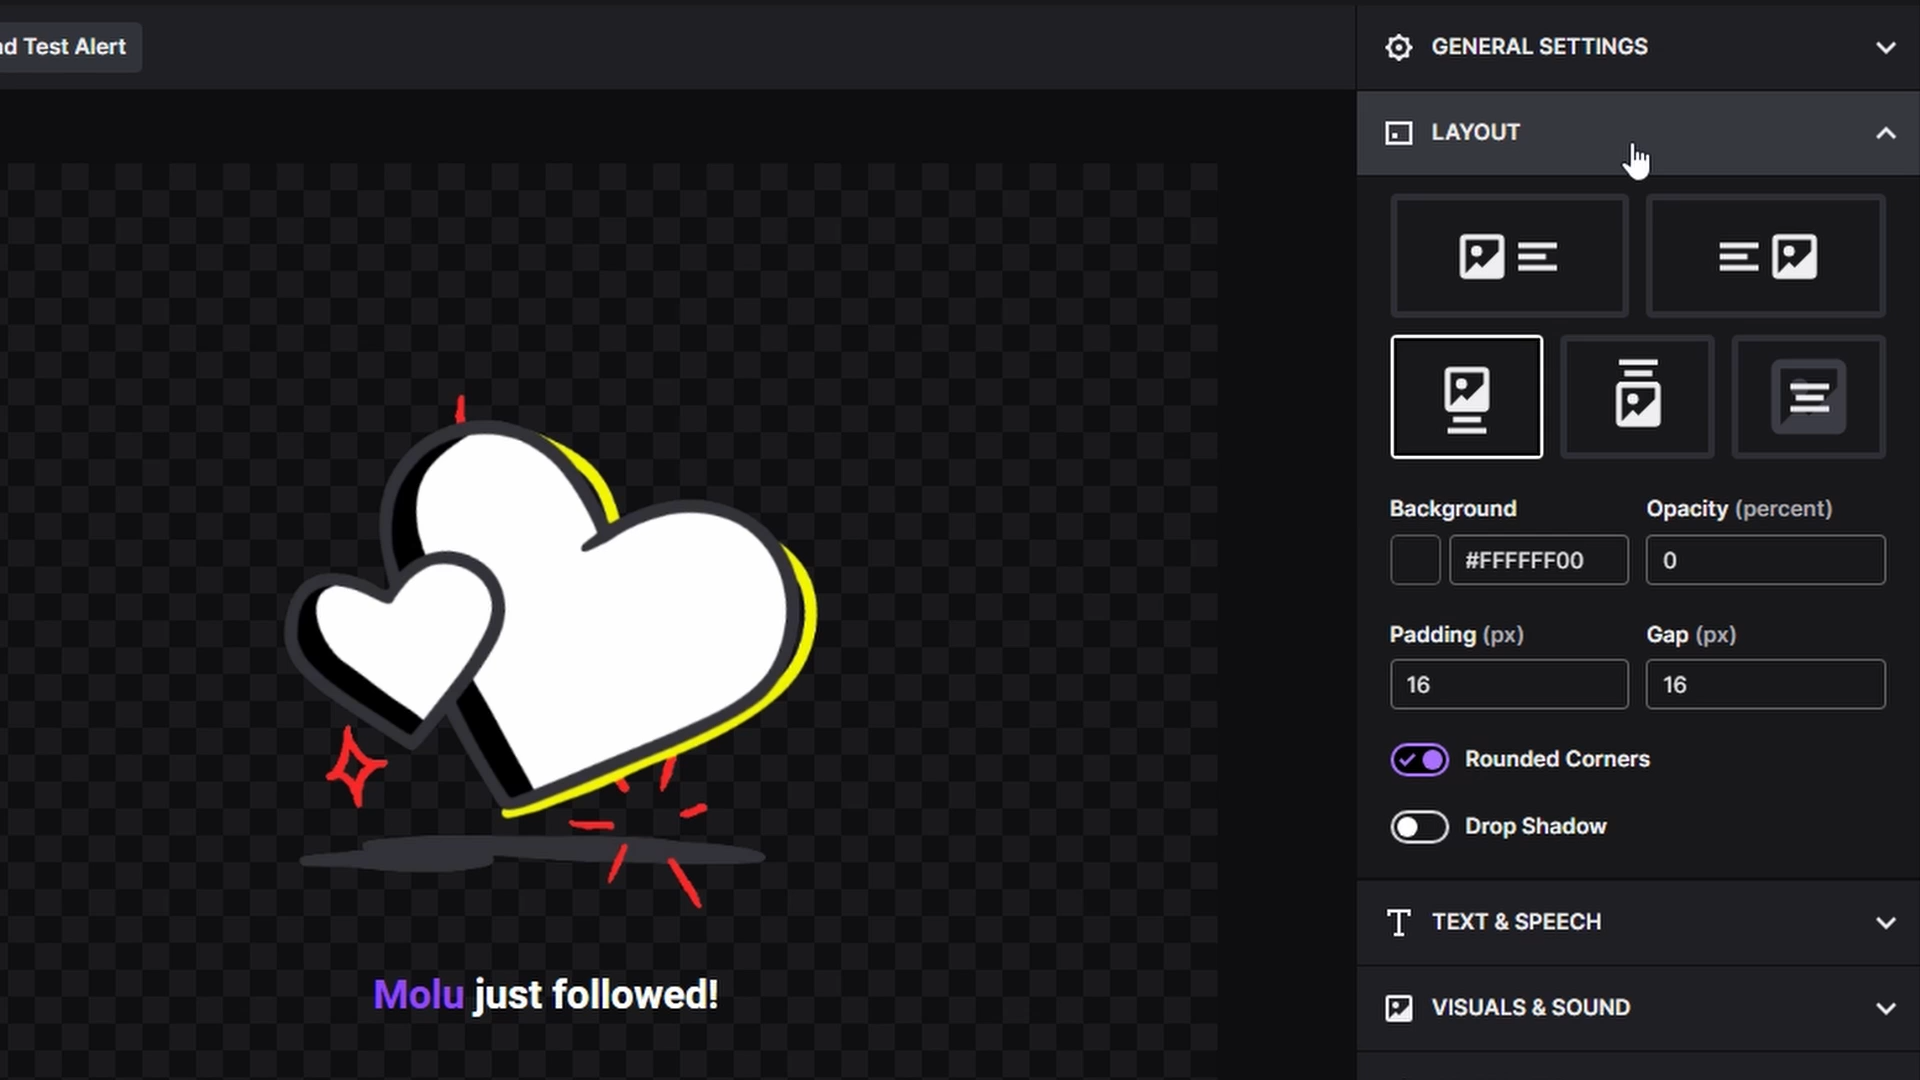 d Test Alert
GENERAL SETTINGS
LAYOUT
Background
Opacity (percent)
#FFFFFF00
0
Padding (px)
Gap (px)
16
16
Rounded Corners
Drop Shadow
TEXT & SPEECH
VISUALS & SOUND
Molu just followed!